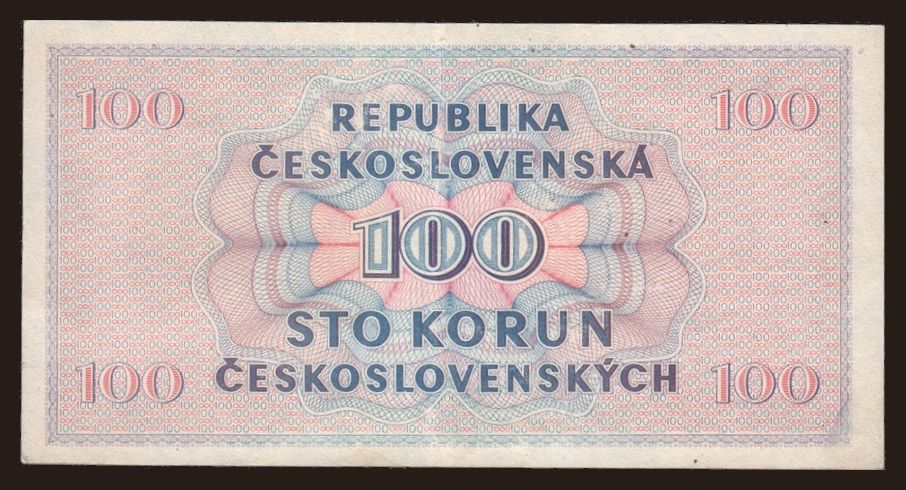 100 100
REPUBLIKA
ČESKOSLOVENSKÁ
100
STO KORUN
ČESKOSLOVENSKÝCH
100 100